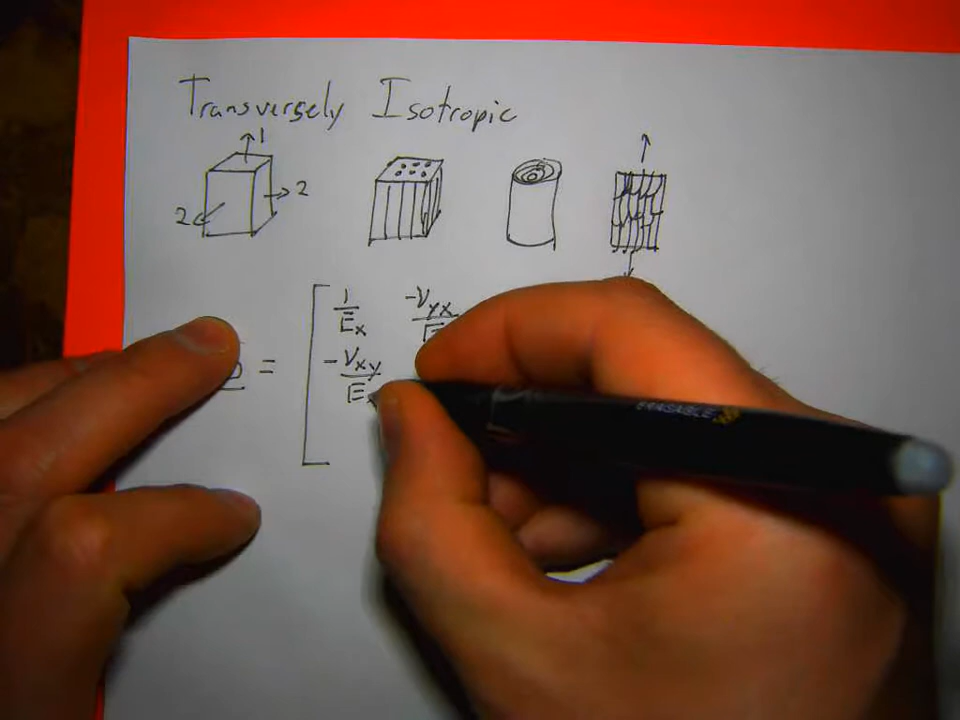 Transversely Isotropic
1
2 2
= 1 -νyx
Ex E
-νxy
Ex
ERASABLE